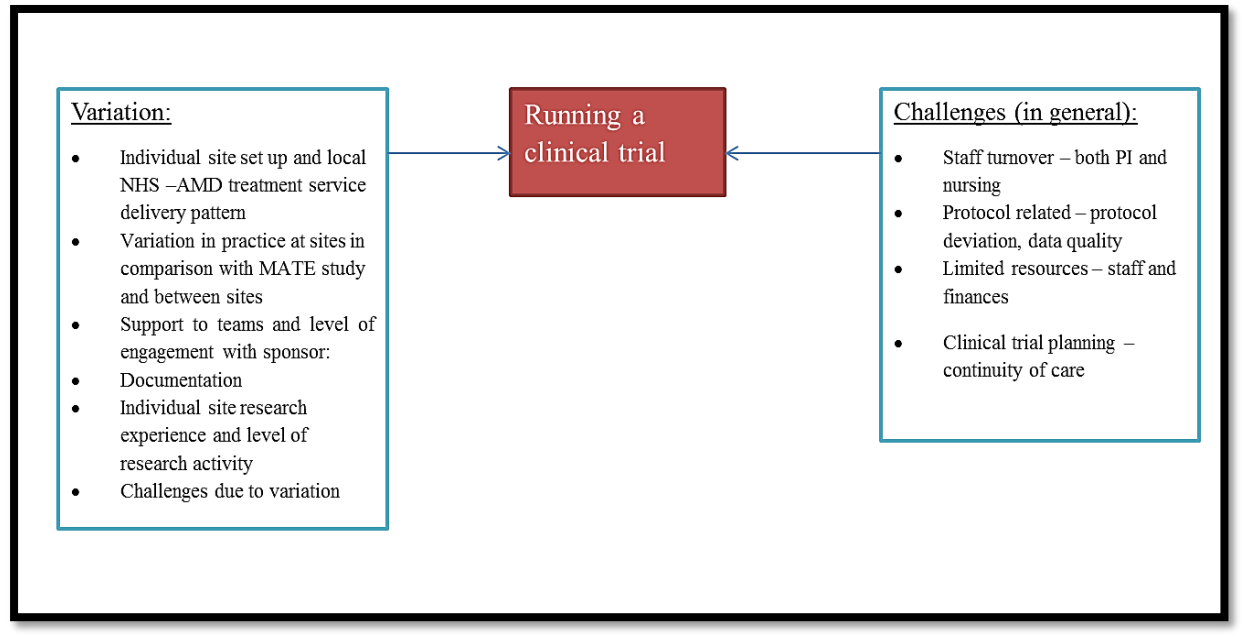 Variation:
• Individual site set up and local
NHS –AMD treatment service
delivery pattern
• Variation in practice at sites in
comparison with MATE study
and between sites
• Support to teams and level of
engagement with sponsor:
• Documentation
• Individual site research
experience and level of
research activity
• Challenges due to variation
Running a
clinical trial
Challenges (in general):
• Staff turnover – both PI and
nursing
• Protocol related – protocol
deviation, data quality
• Limited resources – staff and
finances
• Clinical trial planning –
continuity of care